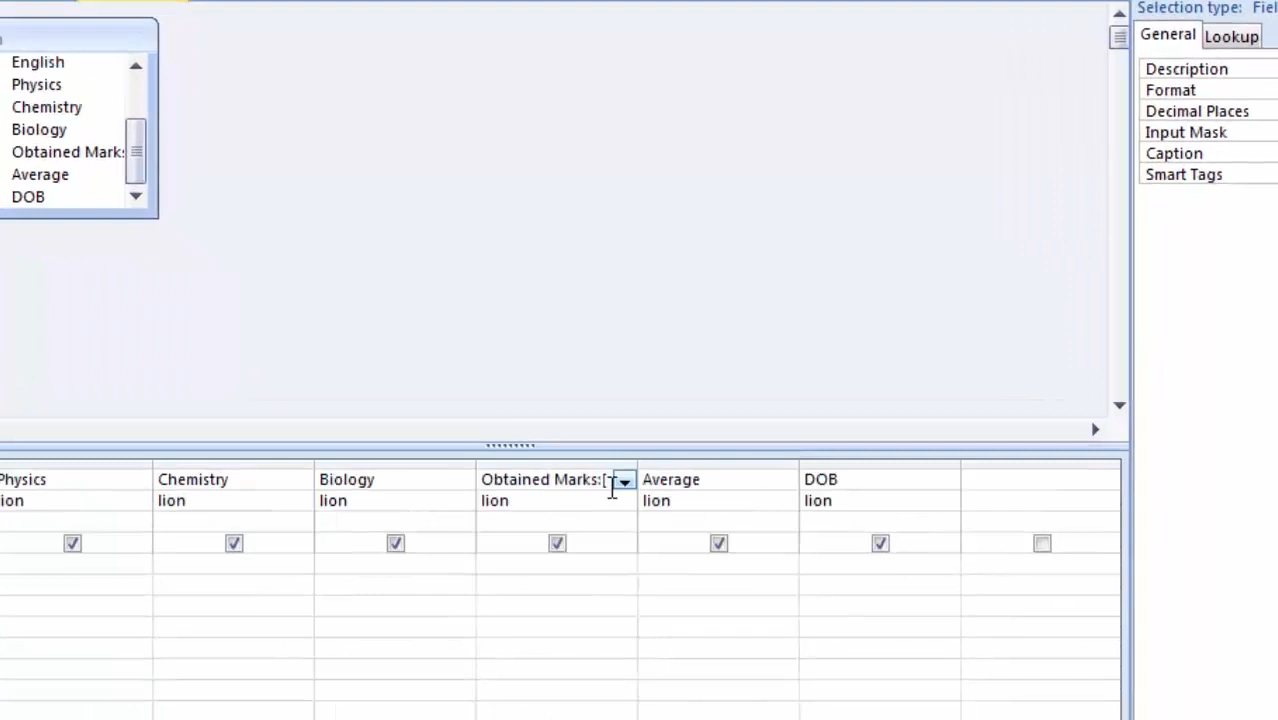 Selection type: Fiel
General Lookup
Description
Format
Decimal Places
Input Mask
Caption
Smart Tags
English
Physics
Chemistry
Biology
Obtained Marks
Average
DOB
Physics Chemistry Biology Obtained Marks:[ Average DOB
lion lion lion lion lion lion